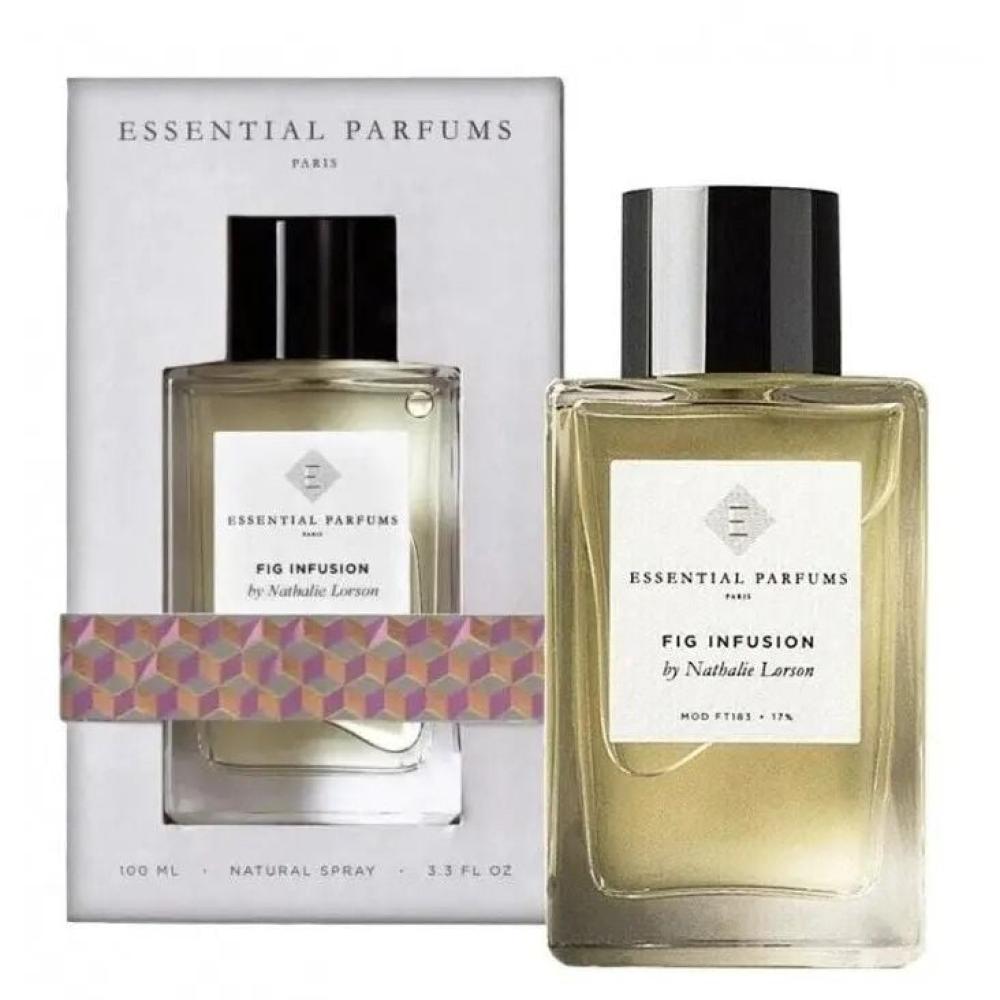 ESSENTIAL PARFUMS
PARIS
E
ESSENTIAL PARFUMS
PARIS
FIG INFUSION
by Nathalie Lorson
100 ML · NATURAL SPRAY · 3.3 FL OZ
E
ESSENTIAL PARFUMS
PARIS
FIG INFUSION
by Nathalie Lorson
MOD FT183 • 17%